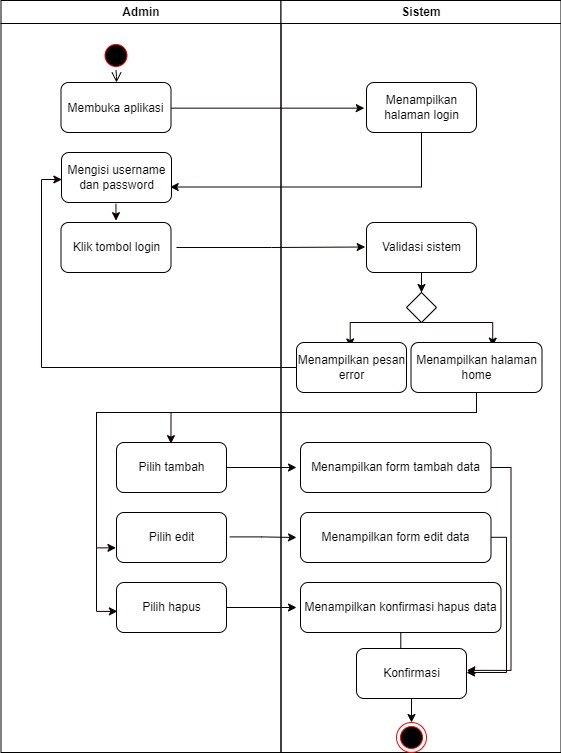 Admin
Sistem
Membuka aplikasi
Menampilkan
halaman login
Mengisi username
dan password
Klik tombol login
Validasi sistem
Menampilkan pesan
error
Menampilkan halaman
home
Pilih tambah
Menampilkan form tambah data
Pilih edit
Menampilkan form edit data
Pilih hapus
Menampilkan konfirmasi hapus data
Konfirmasi